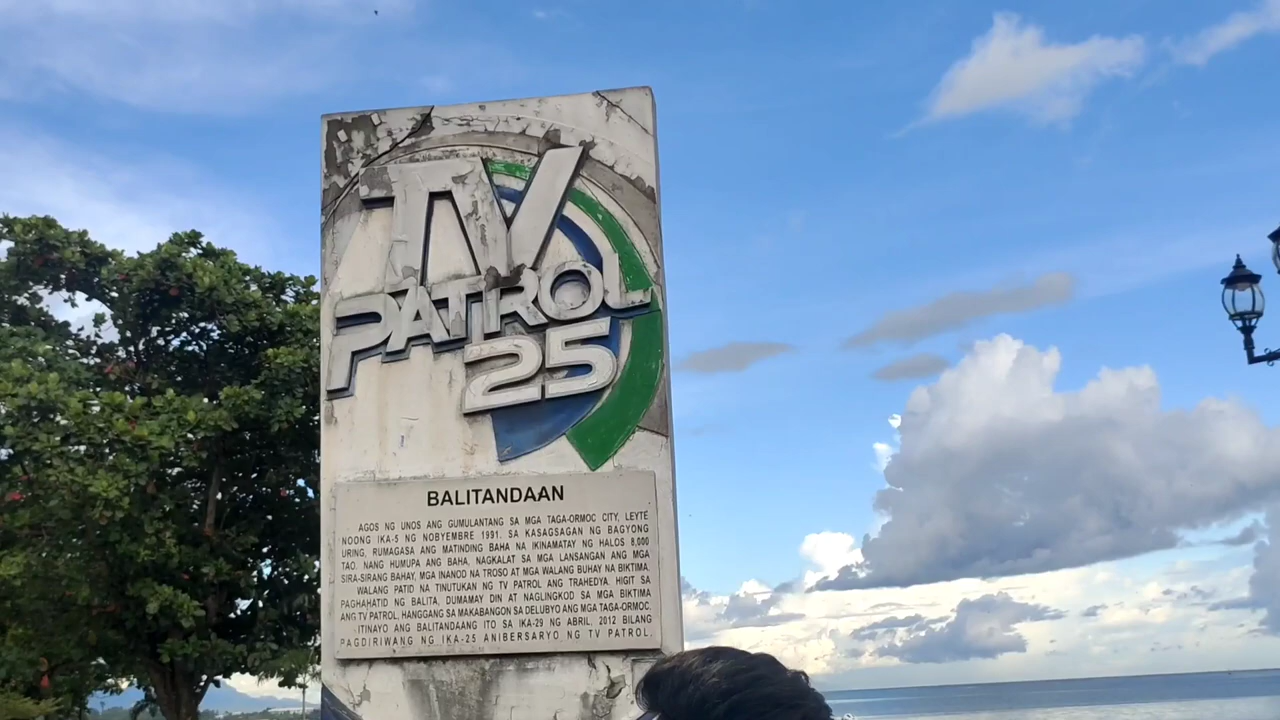 TV
PATROL
25
BALITANDAAN
AGOS NG UNOS ANG GUMULANTANG SA MGA TAGA-ORMOC CITY, LEYTE
NOONG IKA-5 NG NOBYEMBRE 1991. SA KASAGSAGAN NG BAGYONG
URING, RUMAGASA ANG MATINDING BAHA NA IKINAMATAY NG HALOS 8,000
TAO. NANG HUMUPA ANG BAHA, NAGKALAT SA MGA LANSANGAN ANG MGA
SIRA-SIRANG BAHAY, MGA INANOD NA TROSO AT MGA WALANG BUHAY NA BIKTIMA.
WALANG PATID NA TINUTUKAN NG TV PATROL ANG TRAHEDYA. HIGIT SA
PAGHAHATID NG BALITA, DUMAMAY DIN AT NAGLINGKOD SA MGA BIKTIMA
ANG TV PATROL, HANGGANG SA MAKABANGON SA DELUBYO ANG MGA TAGA-ORMOC.
ITINAYO ANG BALITANDAANG ITO SA IKA-29 NG ABRIL, 2012 BILANG
PAGDIRIWANG NG IKA-25 ANIBERSARYO NG TV PATROL.